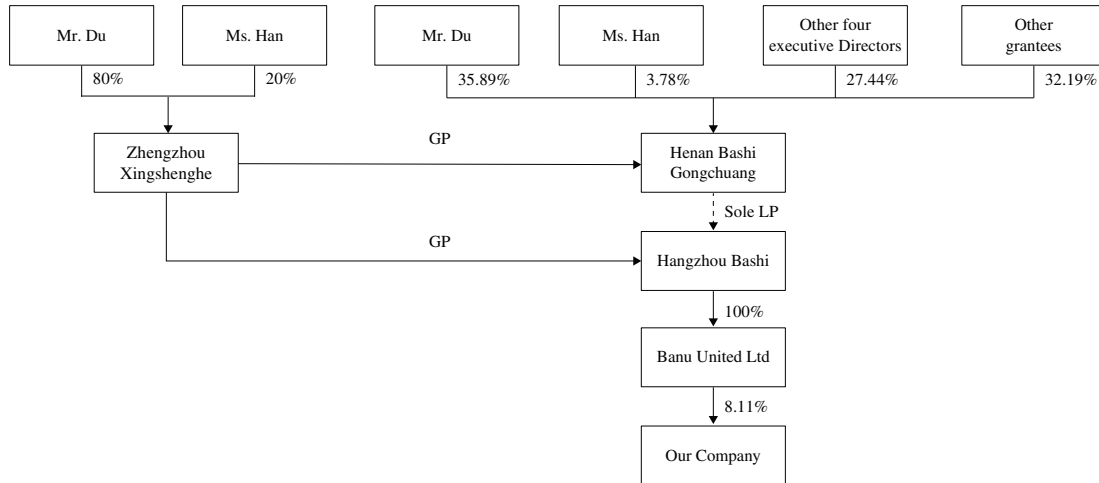 Mr. Du
Ms. Han
Mr. Du
Ms. Han
Other four
executive Directors
Other
grantees
80%
20%
35.89%
3.78%
27.44%
32.19%
Zhengzhou
Xingshenghe
GP
Henan Bashi
Gongchuang
Sole LP
GP
Hangzhou Bashi
100%
Banu United Ltd
8.11%
Our Company